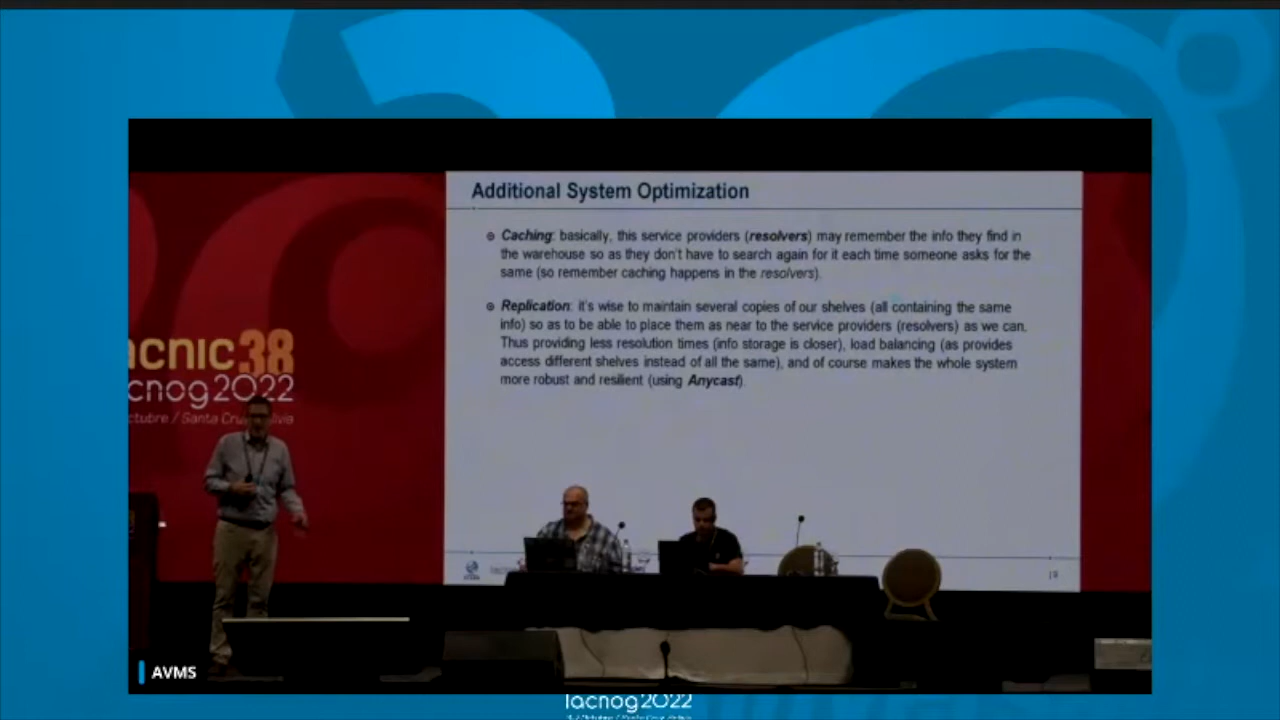 Additional System Optimization
Caching: basically, this service providers (resolvers) may remember the info they find in
the warehouse so as they don't have to search again for it each time someone asks for the
same (so remember caching happens in the resolvers).
Replication: it's wise to maintain several copies of our shelves (all containing the same
info) so as to be able to place them as near to the service providers (resolvers) as we can.
Thus providing less resolution times (info storage is closer), load balancing (as provides
access different shelves instead of all the same), and of course makes the whole system
more robust and resilient (using Anycast).
acnic38
cnog2022
ctubre / Santa Cru
AVMS
lacnog2022